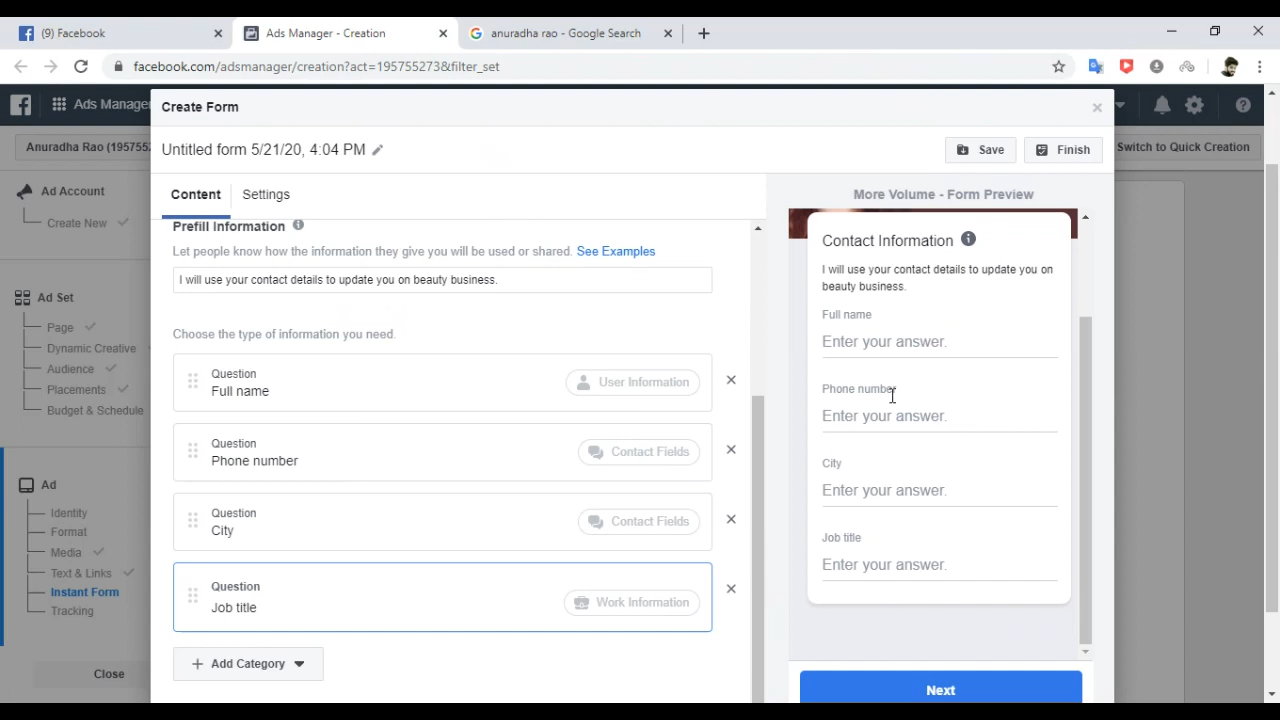 (9) Facebook
Ads Manager - Creation
anuradha rao - Google Search
facebook.com/adsmanager/creation?act=195755273&filter_set
Ads Manager
Create Form
Anuradha Rao (1957552
Untitled form 5/21/20, 4:04 PM
Save
Finish
Switch to Quick Creation
Content
Settings
More Volume - Form Preview
Ad Account
Create New
Ad Set
Page
Dynamic Creative
Audience
Placements
Budget & Schedule
Ad
Identity
Format
Media
Text & Links
Instant Form
Tracking
Close
Prefill Information
Let people know how the information they give you will be used or shared. See Examples
I will use your contact details to update you on beauty business.
Choose the type of information you need.
Question
Full name
User Information
Question
Phone number
Contact Fields
Question
City
Contact Fields
Question
Job title
Work Information
Add Category
Contact Information
I will use your contact details to update you on
beauty business.
Full name
Enter your answer.
Phone number
Enter your answer.
City
Enter your answer.
Job title
Enter your answer.
Next